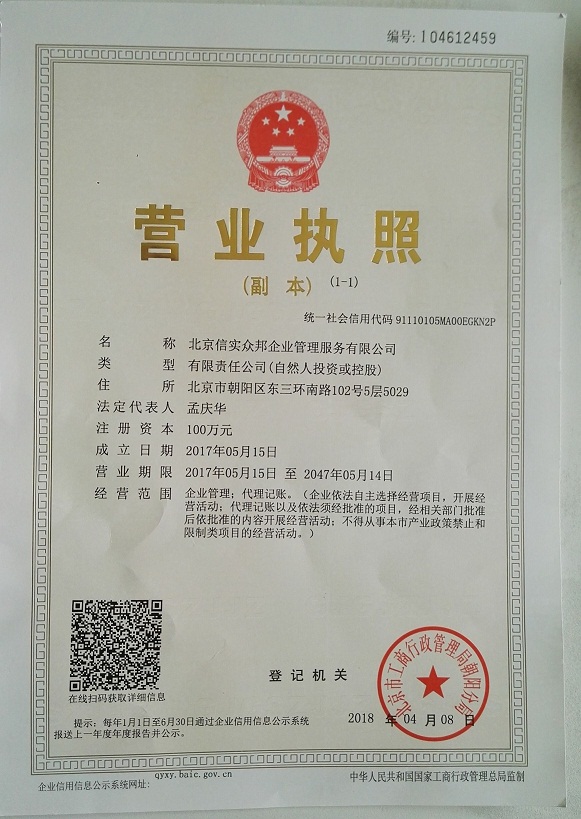 编号: 104612459
营业执照
(副 本) (1-1)
统一社会信用代码 91110105MA00EGKN2P
名 称 北京信实众邦企业管理服务有限公司
类 型 有限责任公司(自然人投资或控股)
住 所 北京市朝阳区东三环南路102号5层5029
法定代表人 孟庆华
注册资本 100万元
成立日期 2017年05月15日
营业期限 2017年05月15日 至 2047年05月14日
经营范围 企业管理；代理记账。（企业依法自主选择经营项目，开展经
营活动；代理记账以及依法须经批准的项目，经相关部门批准
后依批准的内容开展经营活动；不得从事本市产业政策禁止和
限制类项目的经营活动。）
在线扫码获取详细信息
登记机关
北京市工商行政管理局朝阳分局
2018 年 04 月 08 日
提示：每年1月1日至6月30日通过企业信用信息公示系统
报送上一年度年度报告并公示。
qyxy.baic.gov.cn
企业信用信息公示系统网址:
中华人民共和国国家工商行政管理总局监制